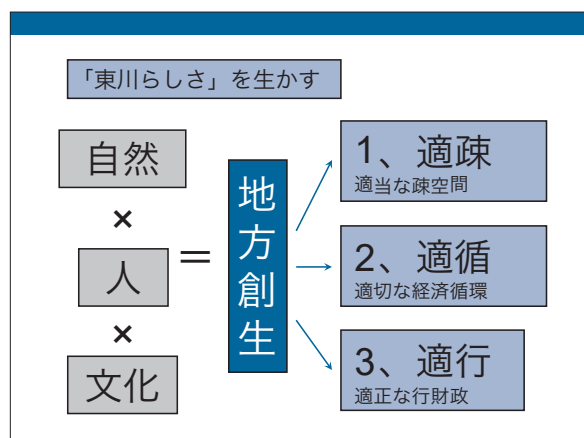 「東川らしさ」を生かす
自然
×
人
×
文化
＝
地方創生
1、適疎
適当な疎空間
2、適循
適切な経済循環
3、適行
適正な行財政